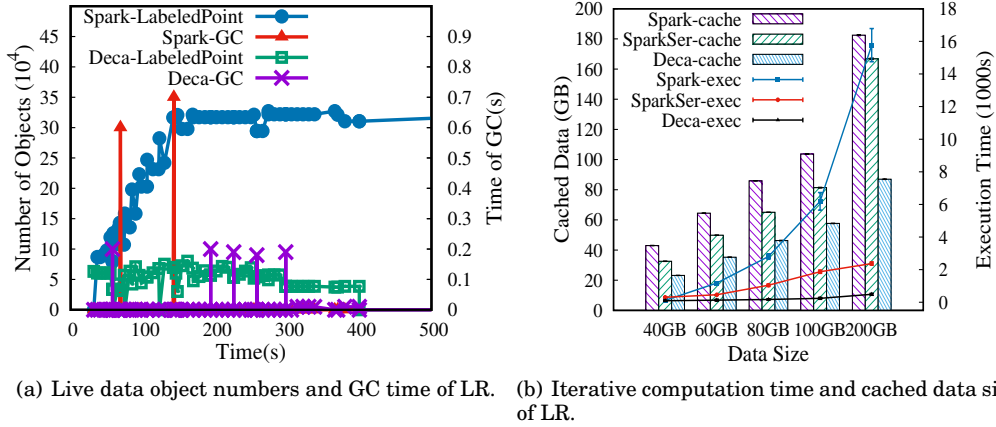 Spark-LabeledPoint
Spark-GC
Deca-LabeledPoint
Deca-GC
Number of Objects (10^4)
45
40
35
30
25
20
15
10
5
0
Time of GC(s)
0.9
0.8
0.7
0.6
0.5
0.4
0.3
0.2
0.1
0
0 100 200 300 400 500
Time(s)
(a) Live data object numbers and GC time of LR.
Spark-cache
SparkSer-cache
Deca-cache
Spark-exec
SparkSer-exec
Deca-exec
Cached Data (GB)
200
180
160
140
120
100
80
60
40
20
0
Execution Time (1000s)
18
16
14
12
10
8
6
4
2
0
40GB 60GB 80GB 100GB 200GB
Data Size
(b) Iterative computation time and cached data si
of LR.